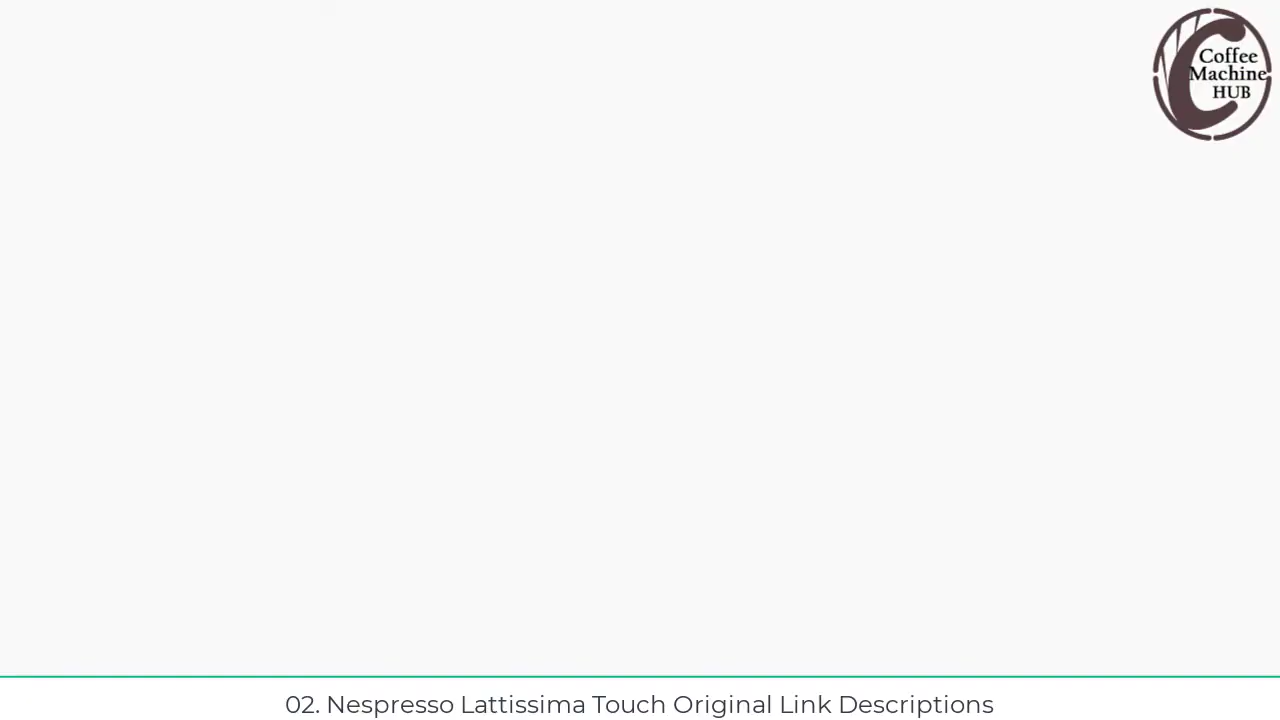 Coffee
Machine
HUB
02. Nespresso Lattissima Touch Original Link Descriptions